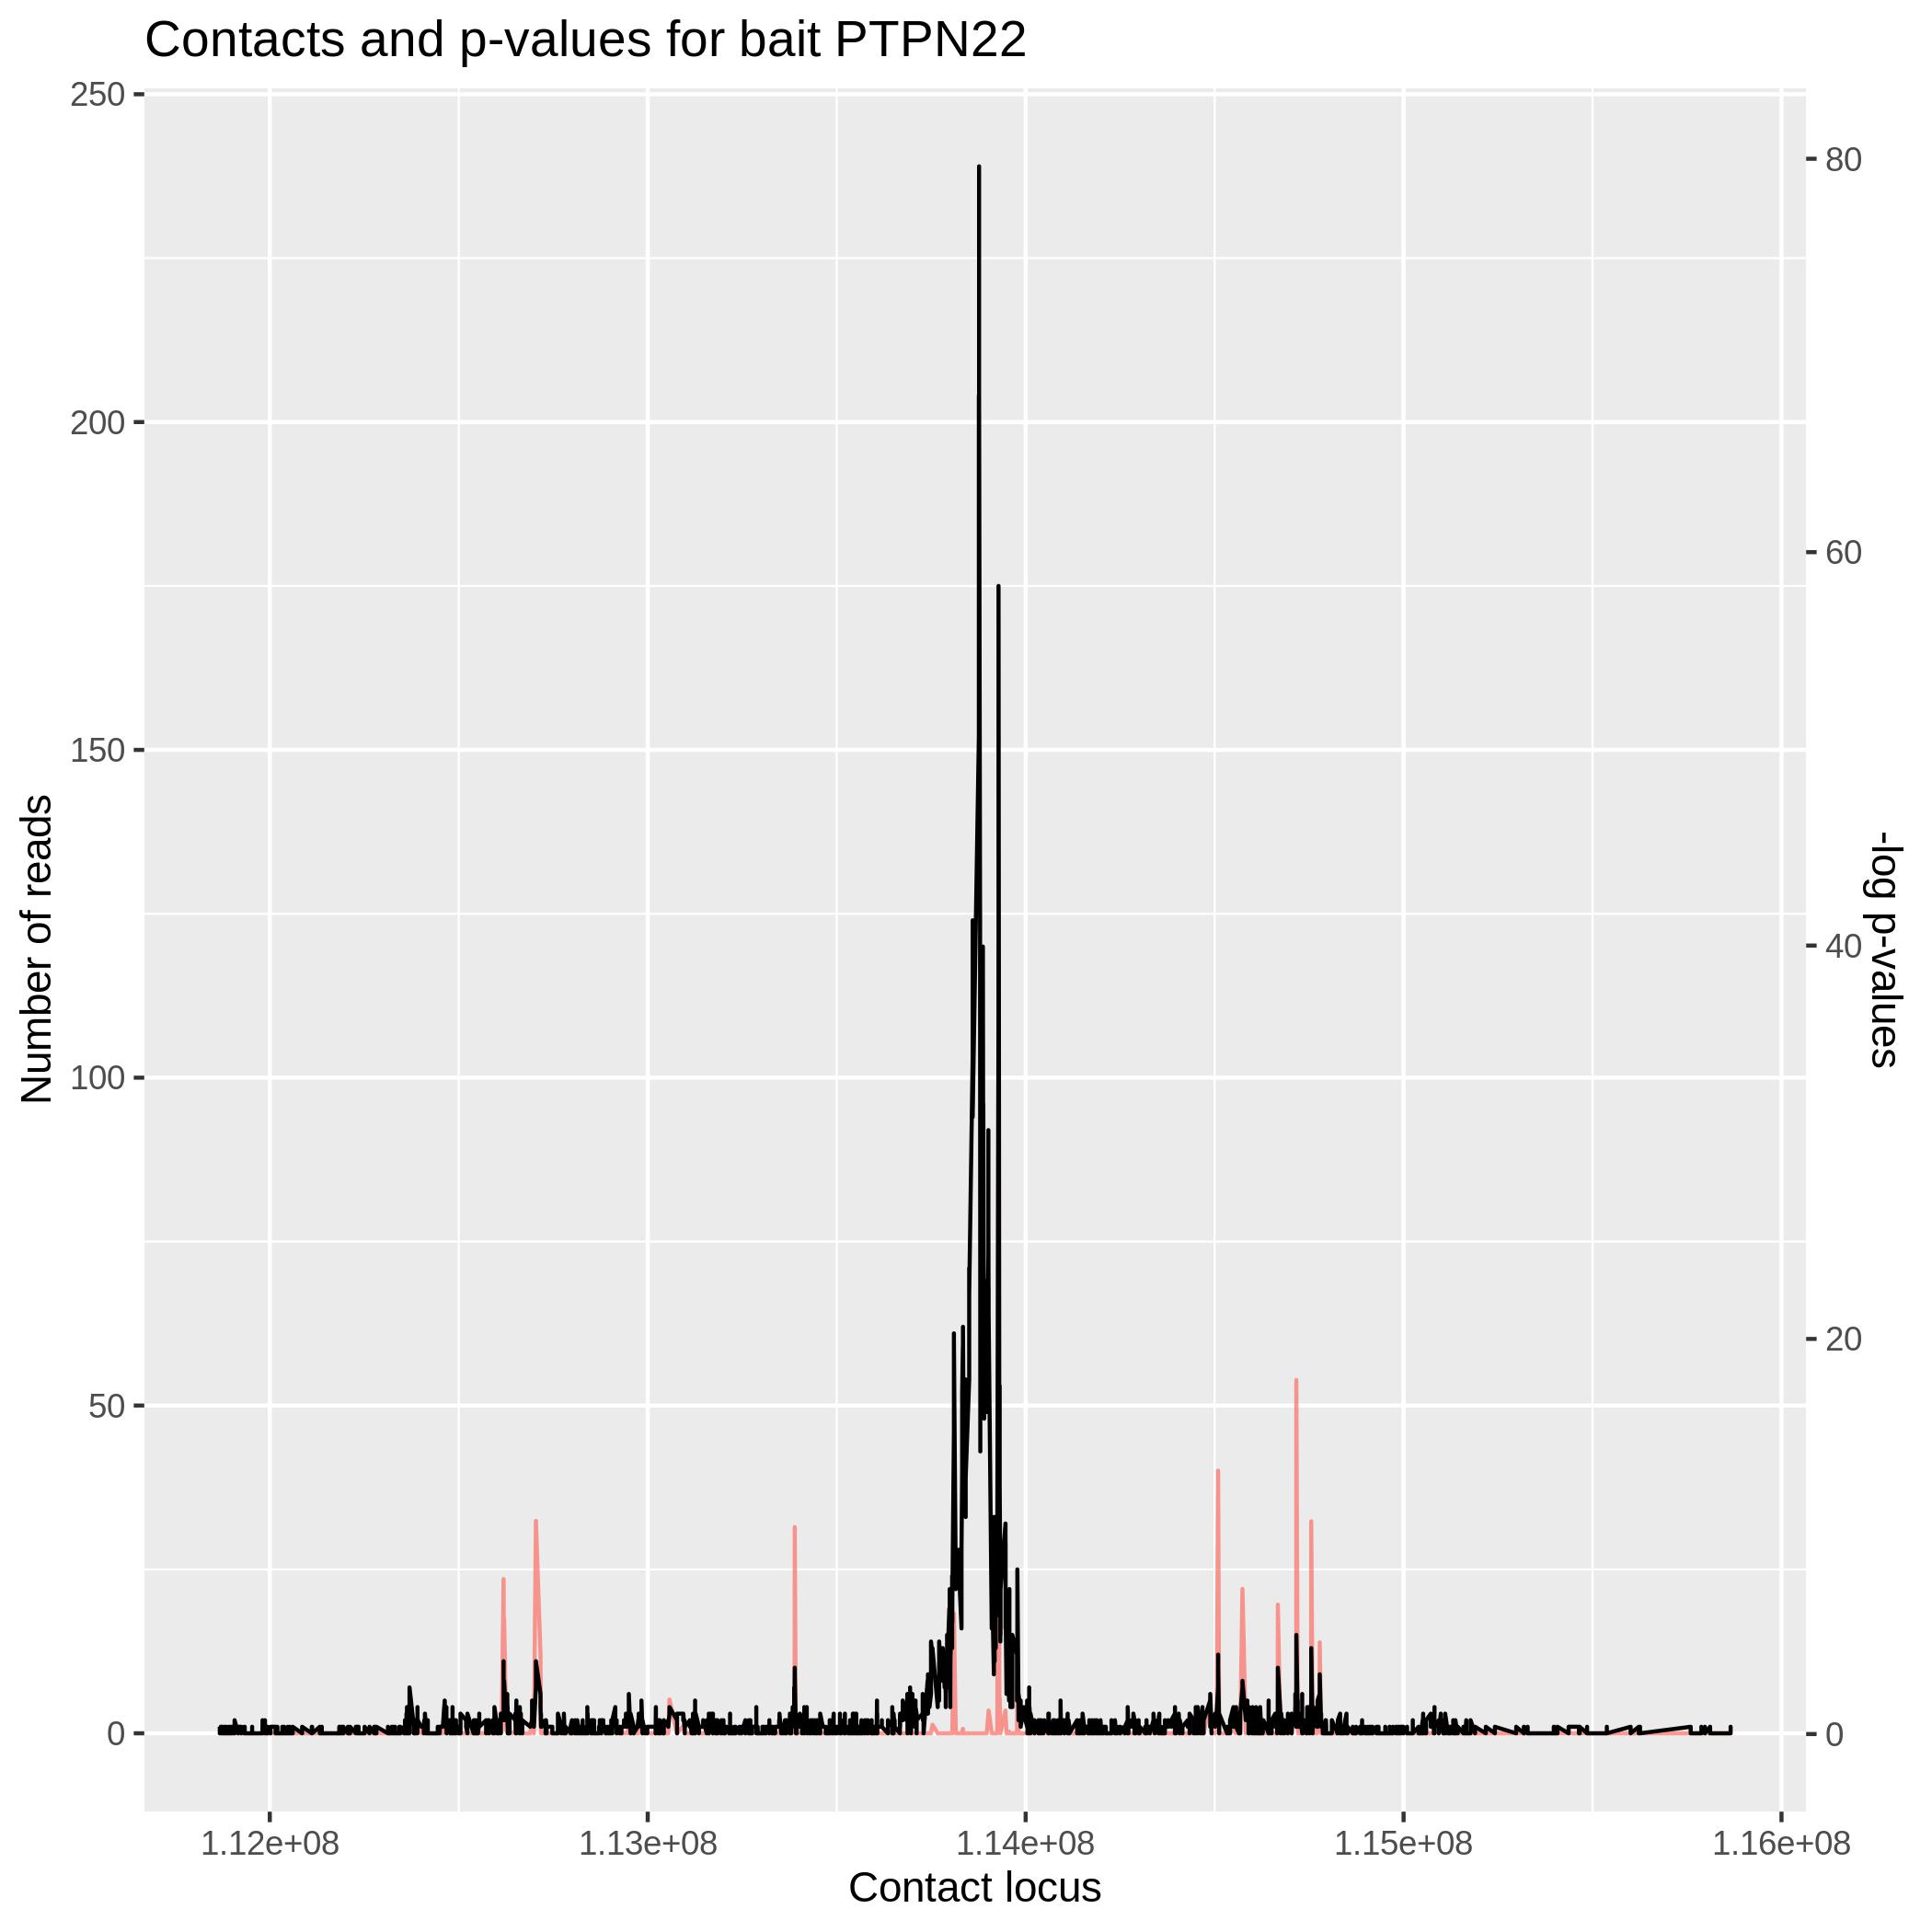 Contacts and p-values for bait PTPN22
250
200
150
100
50
0
Number of reads
80
60
40
20
0
-log p-values
1.12e+08
1.13e+08
1.14e+08
1.15e+08
1.16e+08
Contact locus